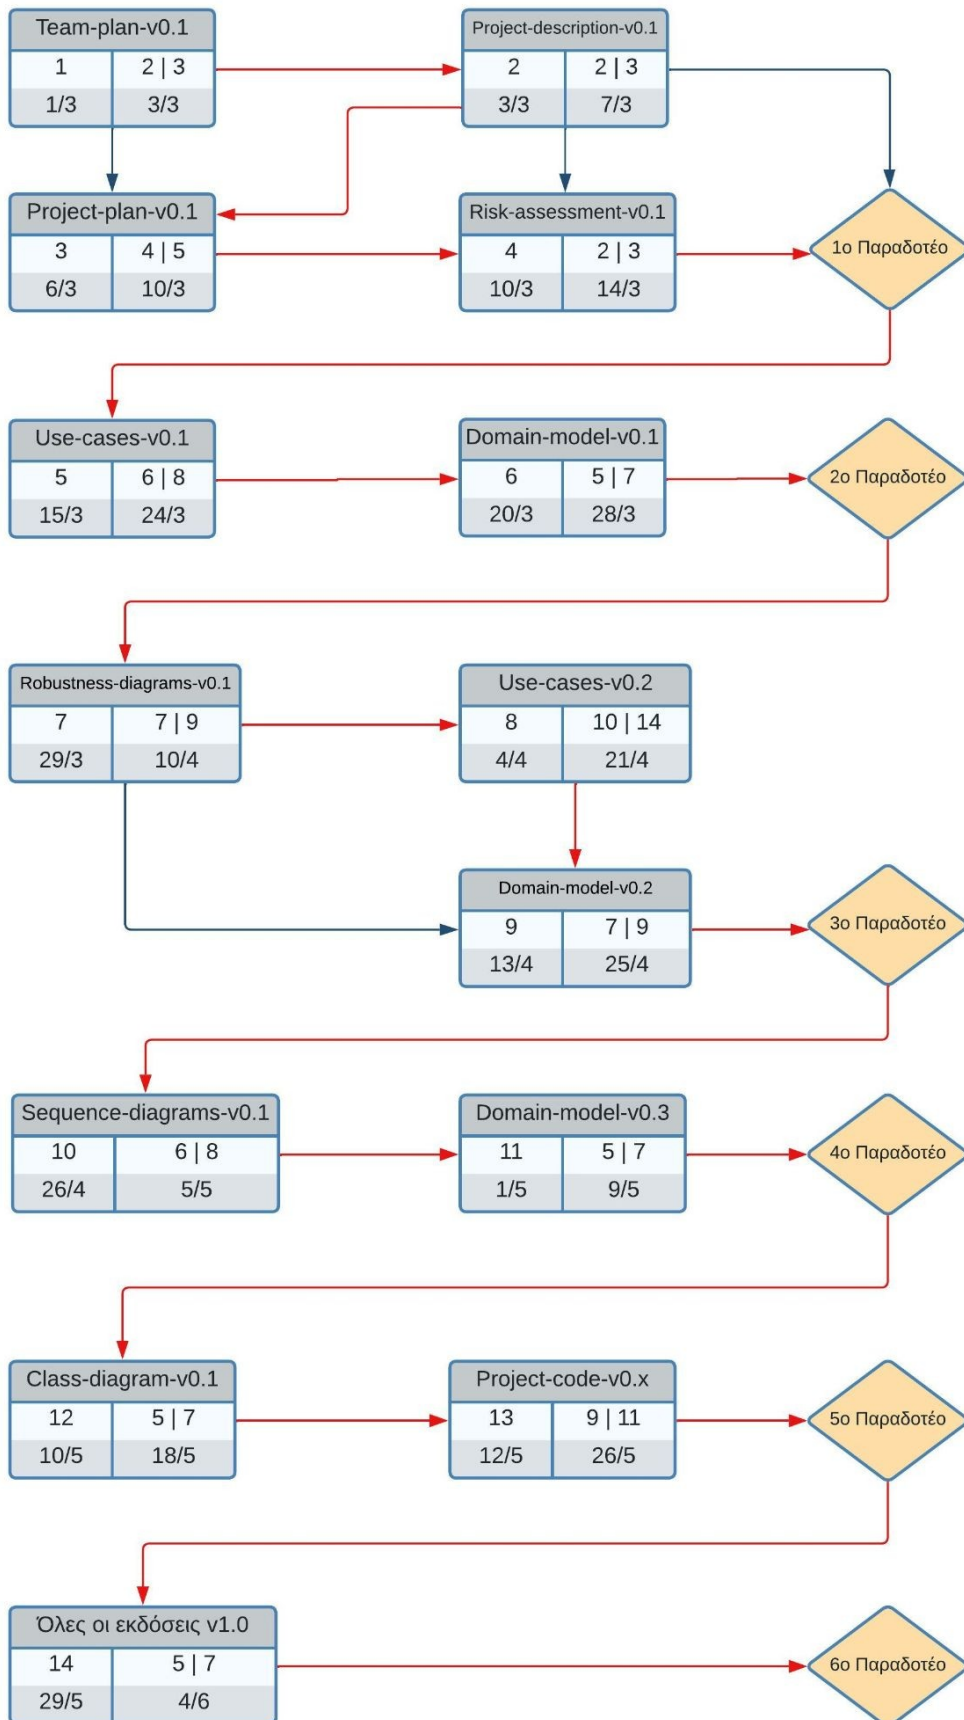 Team-plan-v0.1
1 2 | 3
1/3 3/3
Project-description-v0.1
2 2 | 3
3/3 7/3
Project-plan-v0.1
3 4 | 5
6/3 10/3
Risk-assessment-v0.1
4 2 | 3
10/3 14/3
1ο Παραδοτέο
Use-cases-v0.1
5 6 | 8
15/3 24/3
Domain-model-v0.1
6 5 | 7
20/3 28/3
2ο Παραδοτέο
Robustness-diagrams-v0.1
7 7 | 9
29/3 10/4
Use-cases-v0.2
8 10 | 14
4/4 21/4
Domain-model-v0.2
9 7 | 9
13/4 25/4
3ο Παραδοτέο
Sequence-diagrams-v0.1
10 6 | 8
26/4 5/5
Domain-model-v0.3
11 5 | 7
1/5 9/5
4ο Παραδοτέο
Class-diagram-v0.1
12 5 | 7
10/5 18/5
Project-code-v0.x
13 9 | 11
12/5 26/5
5ο Παραδοτέο
Όλες οι εκδόσεις v1.0
14 5 | 7
29/5 4/6
6ο Παραδοτέο